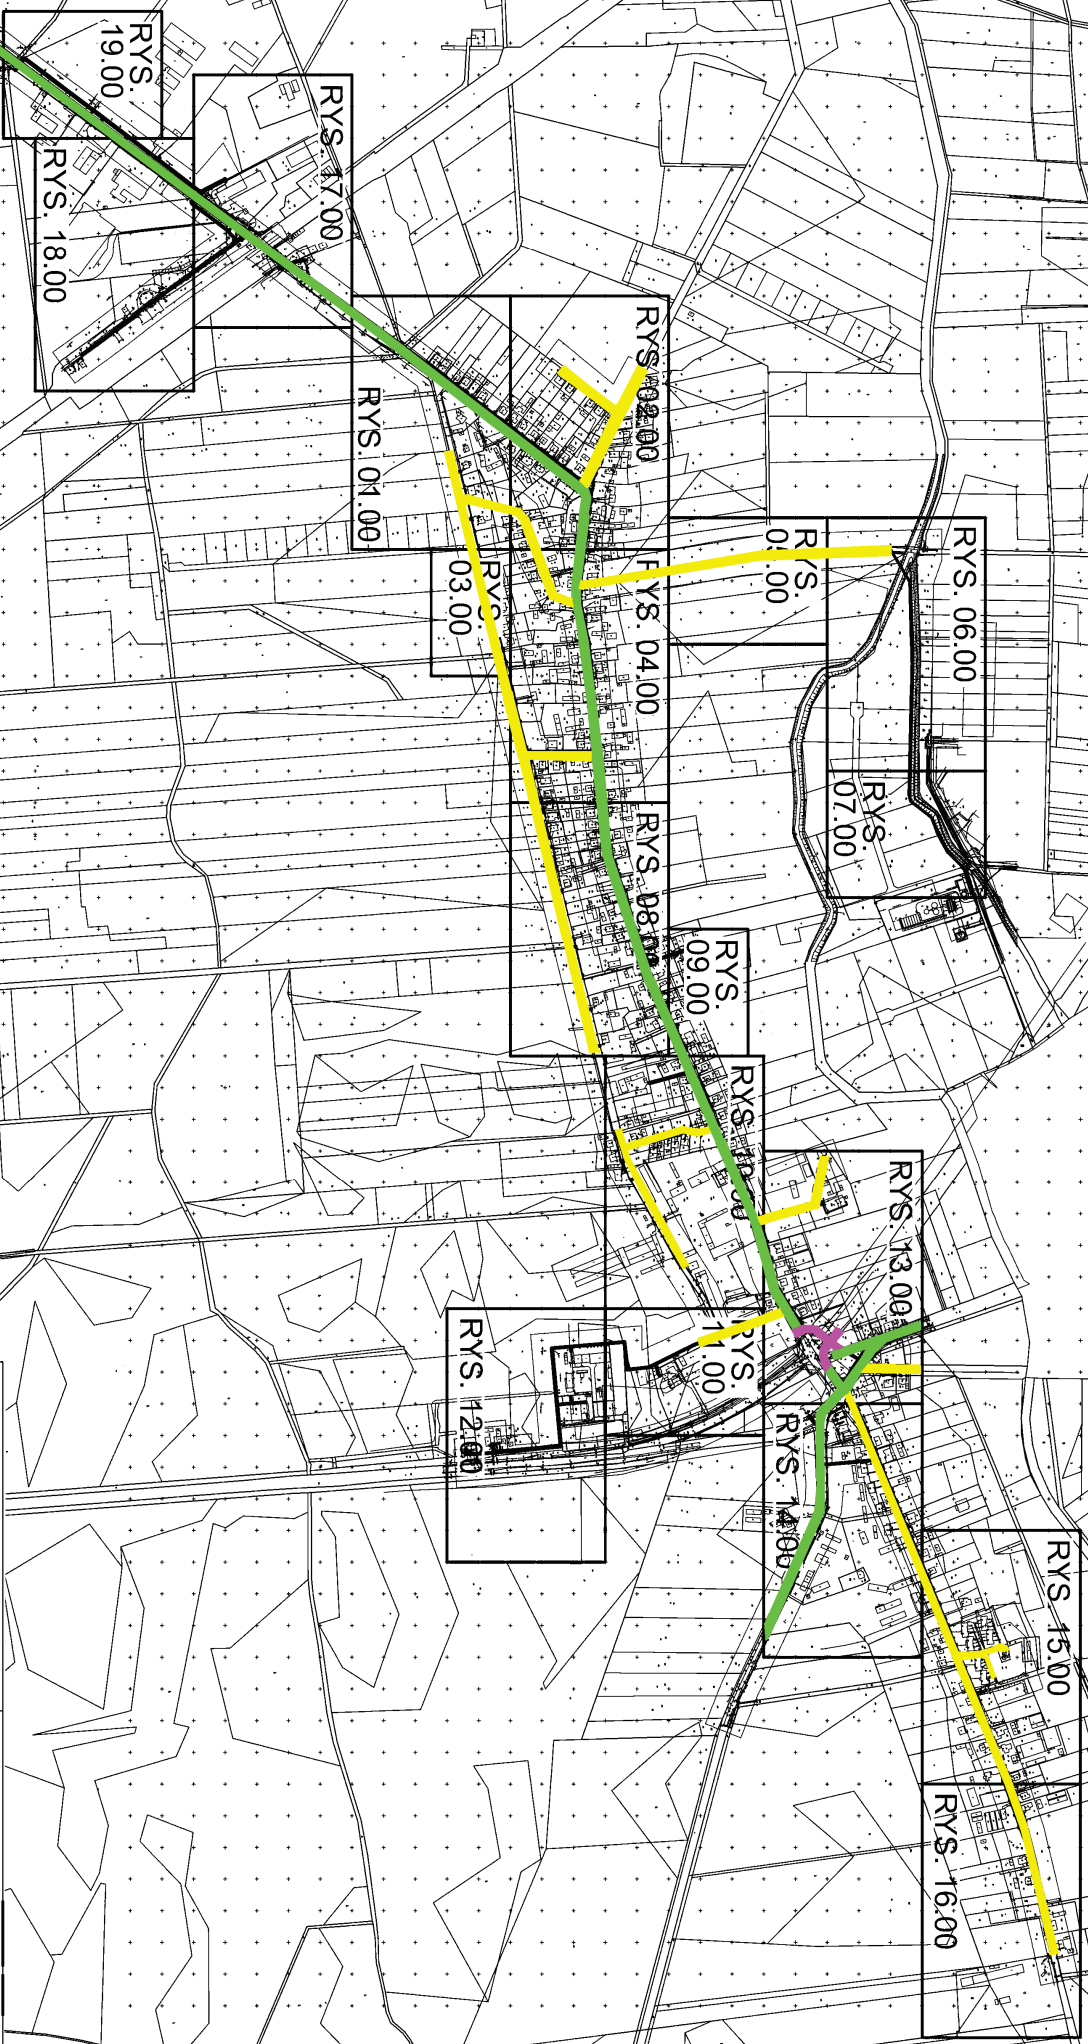 RYS.
19.00
RYS. 18.00
RYS. 17.00
RYS. 01.00
RYS. 02.00
RYS.
03.00
RYS. 04.00
RYS.
05.00
RYS. 06.00
RYS.
07.00
RYS. 08.00
RYS.
09.00
RYS. 10.00
RYS.
11.00
RYS. 12.00
RYS. 13.00
RYS. 14.00
RYS. 15.00
RYS. 16.00